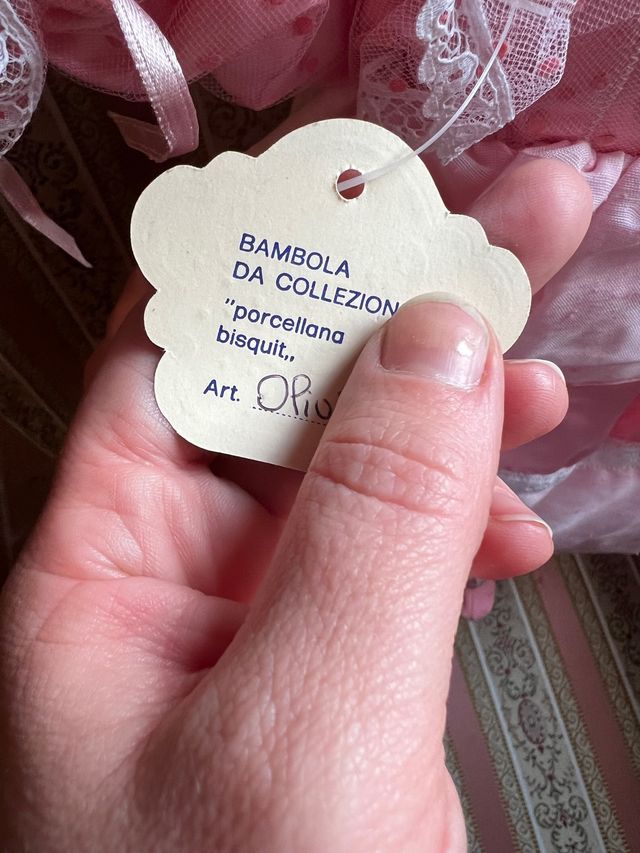 BAMBOLA
DA COLLEZION
"porcellana
bisquit„
Art.